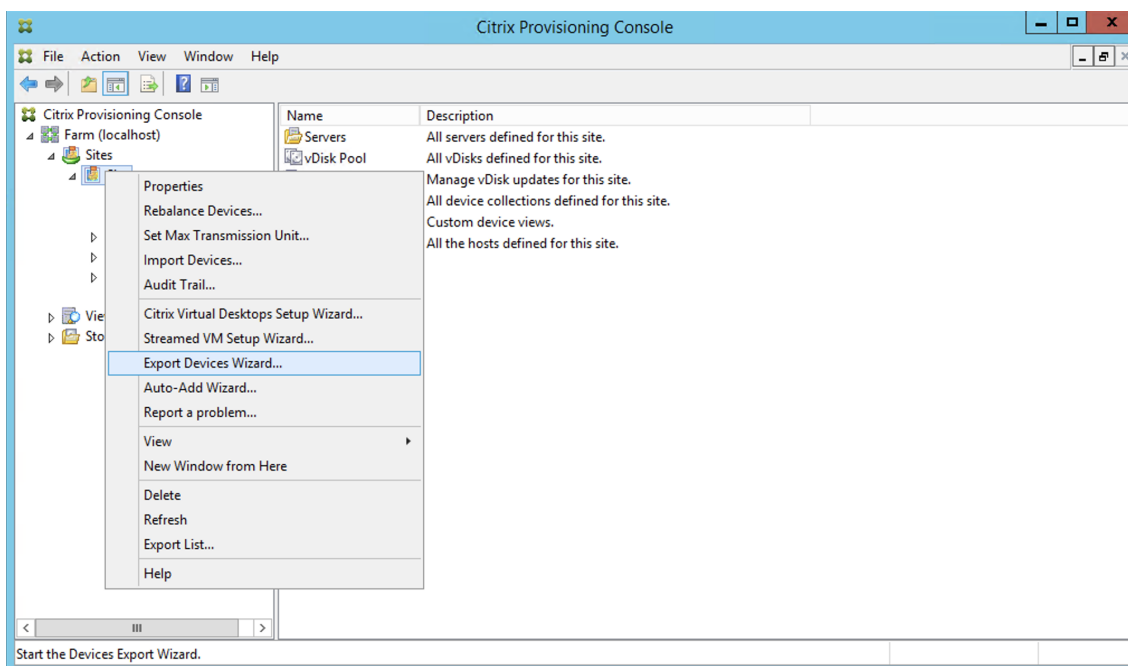 Citrix Provisioning Console
File Action View Window Help
Citrix Provisioning Console
Farm (localhost)
Sites
Name Description
Servers All servers defined for this site.
vDisk Pool All vDisks defined for this site.
Manage vDisk updates for this site.
All device collections defined for this site.
Custom device views.
All the hosts defined for this site.
Vie
Sto
Properties
Rebalance Devices...
Set Max Transmission Unit...
Import Devices...
Audit Trail...
Citrix Virtual Desktops Setup Wizard...
Streamed VM Setup Wizard...
Export Devices Wizard...
Auto-Add Wizard...
Report a problem...
View
New Window from Here
Delete
Refresh
Export List...
Help
Start the Devices Export Wizard.